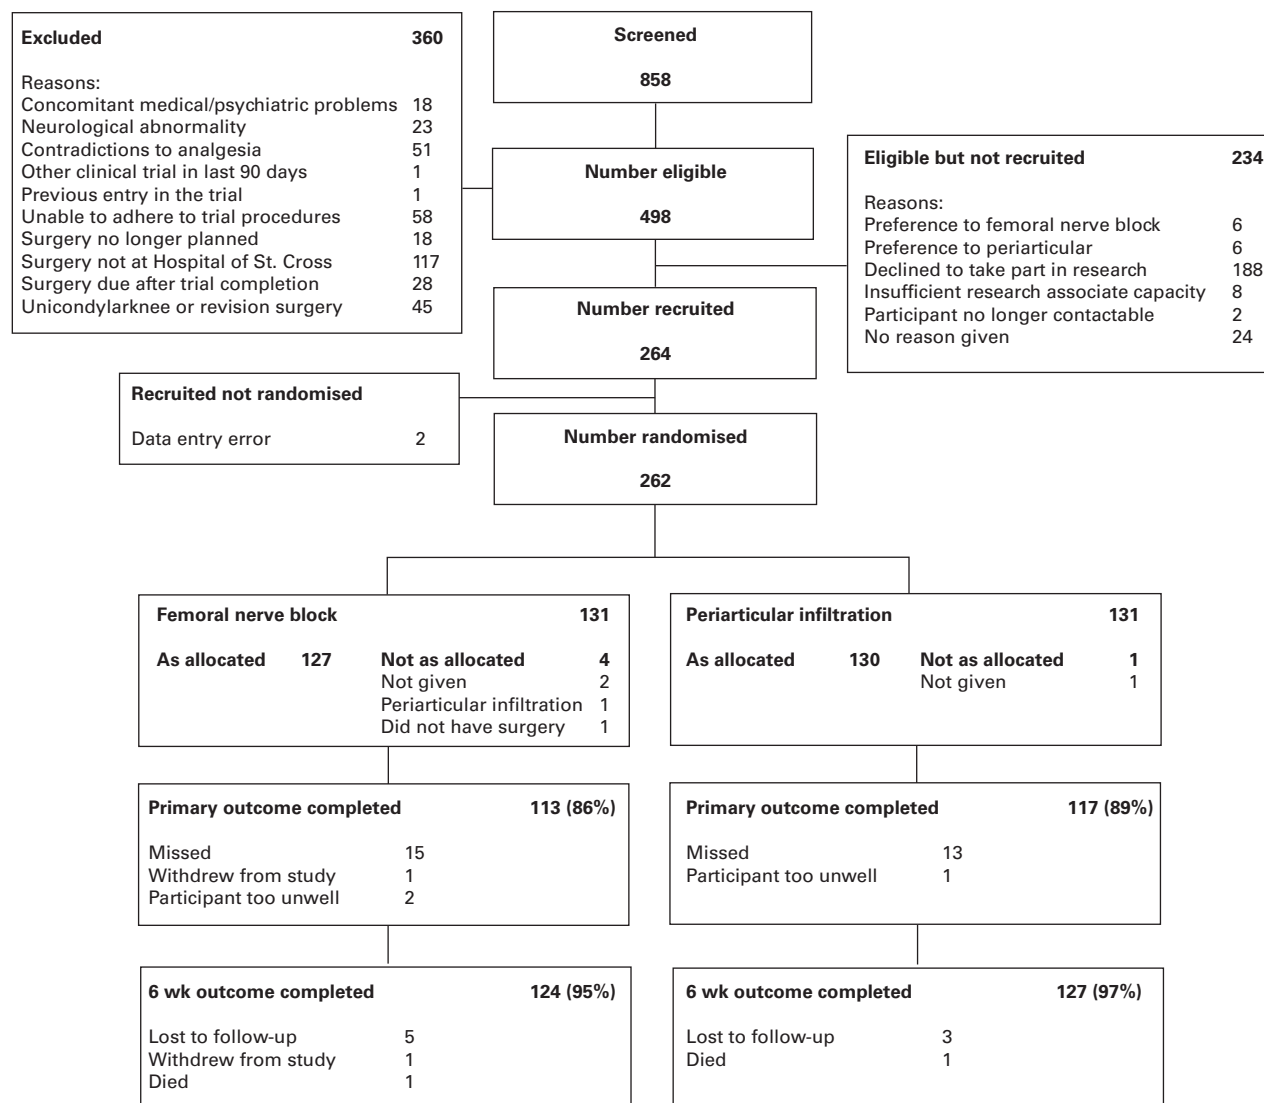 Excluded 360
Reasons:
Concomitant medical/psychiatric problems 18
Neurological abnormality 23
Contradictions to analgesia 51
Other clinical trial in last 90 days 1
Previous entry in the trial 1
Unable to adhere to trial procedures 58
Surgery no longer planned 18
Surgery not at Hospital of St. Cross 117
Surgery due after trial completion 28
Unicondylarknee or revision surgery 45
Screened
858
Number eligible
498
Eligible but not recruited 234
Reasons:
Preference to femoral nerve block 6
Preference to periarticular 6
Declined to take part in research 188
Insufficient research associate capacity 8
Participant no longer contactable 2
No reason given 24
Number recruited
264
Recruited not randomised
Data entry error 2
Number randomised
262
Femoral nerve block 131
As allocated 127 Not as allocated 4
Not given 2
Periarticular infiltration 1
Did not have surgery 1
Periarticular infiltration 131
As allocated 130 Not as allocated 1
Not given 1
Primary outcome completed 113 (86%)
Missed 15
Withdrew from study 1
Participant too unwell 2
Primary outcome completed 117 (89%)
Missed 13
Participant too unwell 1
6 wk outcome completed 124 (95%)
Lost to follow-up 5
Withdrew from study 1
Died 1
6 wk outcome completed 127 (97%)
Lost to follow-up 3
Died 1